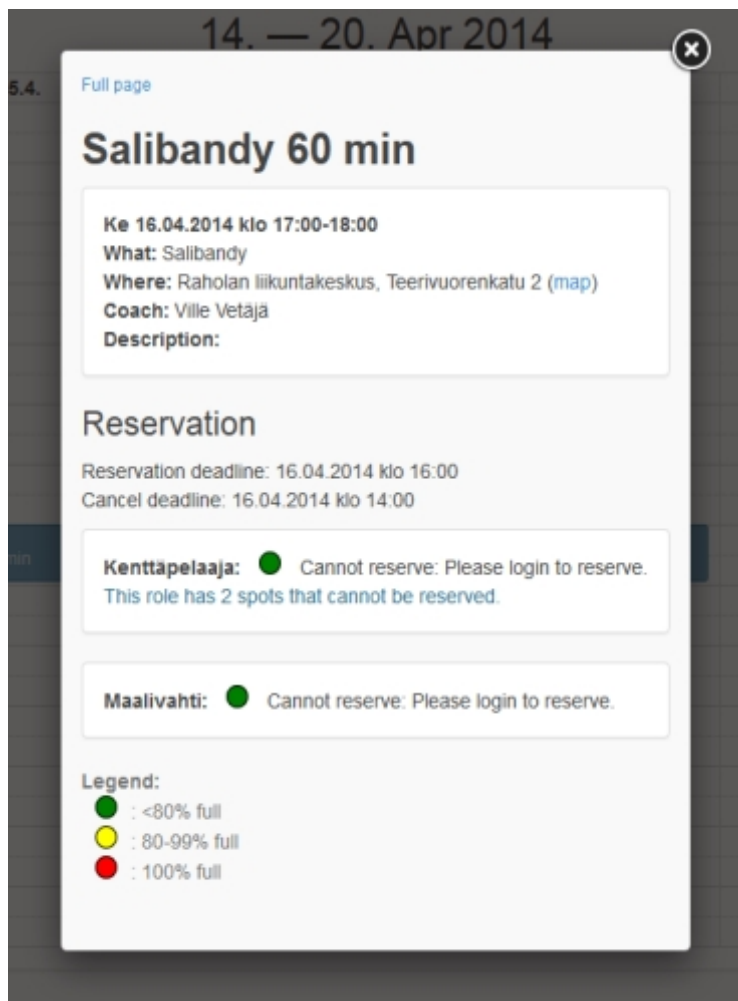 14. — 20. Apr 2014
5.4.
Full page
Salibandy 60 min
Ke 16.04.2014 klo 17:00-18:00
What: Salibandy
Where: Raholan liikuntakeskus, Teerivuorenkatu 2 (map)
Coach: Ville Vetäjä
Description:
Reservation
Reservation deadline: 16.04.2014 klo 16:00
Cancel deadline: 16.04.2014 klo 14:00
min
Kenttäpelaaja: Cannot reserve: Please login to reserve.
This role has 2 spots that cannot be reserved.
Maalivahti: Cannot reserve: Please login to reserve.
Legend:
: <80% full
: 80-99% full
: 100% full